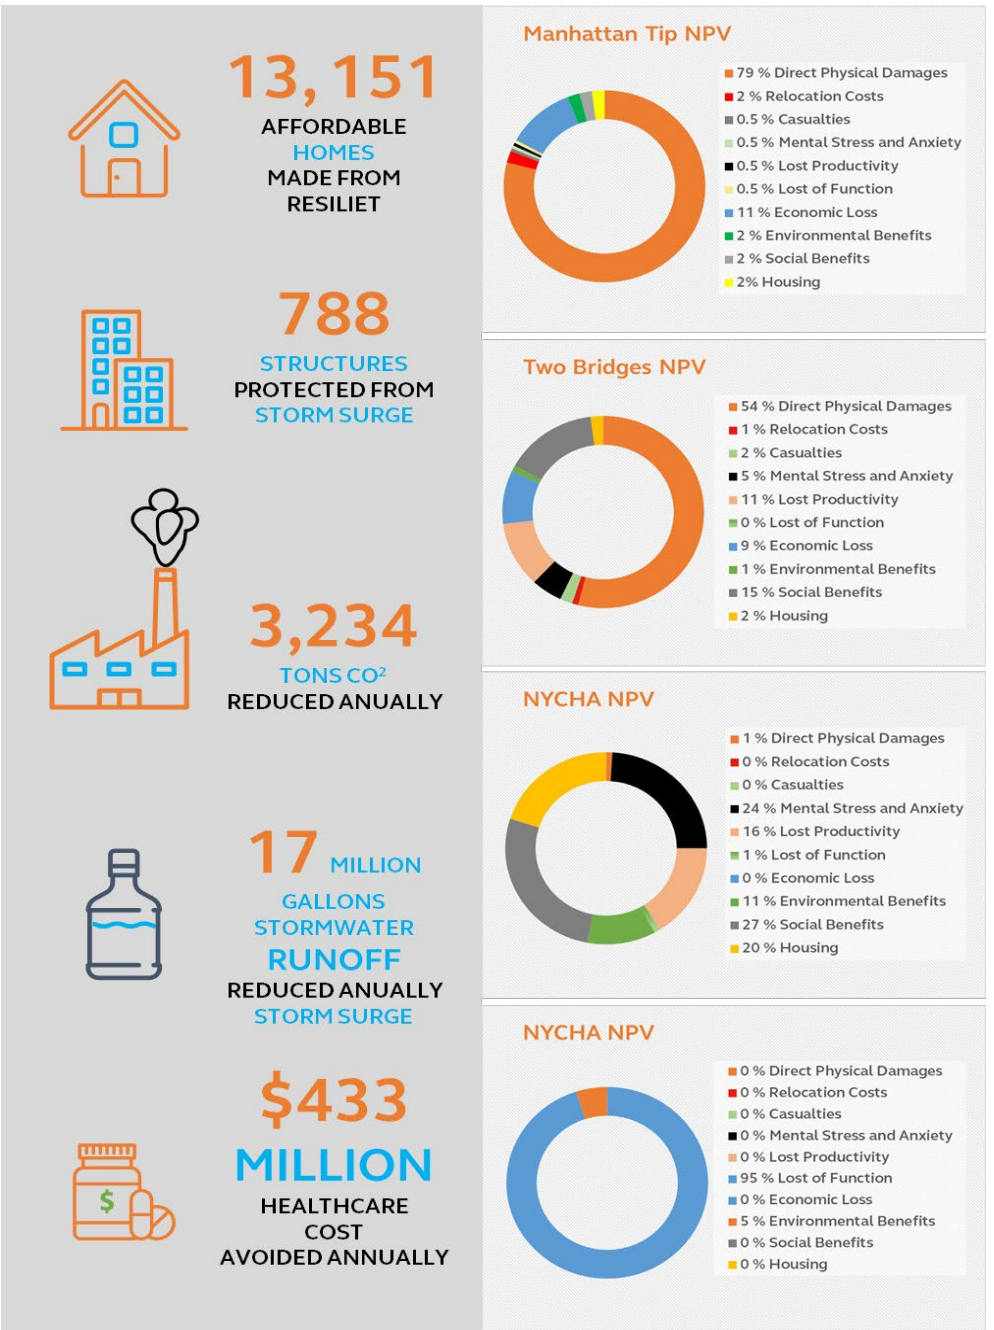 13, 151
AFFORDABLE
HOMES
MADE FROM
RESILIET
788
STRUCTURES
PROTECTED FROM
STORM SURGE
3,234
TONS CO²
REDUCED ANUALLY
17 MILLION
GALLONS
STORMWATER
RUNOFF
REDUCED ANUALLY
STORM SURGE
$433
MILLION
HEALTHCARE
COST
AVOIDED ANNUALLY
$
Manhattan Tip NPV
79 % Direct Physical Damages
2 % Relocation Costs
0.5 % Casualties
0.5 % Mental Stress and Anxiety
0.5 % Lost Productivity
0.5 % Lost of Function
11 % Economic Loss
2 % Environmental Benefits
2 % Social Benefits
2% Housing
Two Bridges NPV
54 % Direct Physical Damages
1 % Relocation Costs
2 % Casualties
5 % Mental Stress and Anxiety
11 % Lost Productivity
0 % Lost of Function
9 % Economic Loss
1 % Environmental Benefits
15 % Social Benefits
2 % Housing
NYCHA NPV
1 % Direct Physical Damages
0 % Relocation Costs
0 % Casualties
24 % Mental Stress and Anxiety
16 % Lost Productivity
1 % Lost of Function
0 % Economic Loss
11 % Environmental Benefits
27 % Social Benefits
20 % Housing
NYCHA NPV
0 % Direct Physical Damages
0 % Relocation Costs
0 % Casualties
0 % Mental Stress and Anxiety
0 % Lost Productivity
95 % Lost of Function
0 % Economic Loss
5 % Environmental Benefits
0 % Social Benefits
0 % Housing